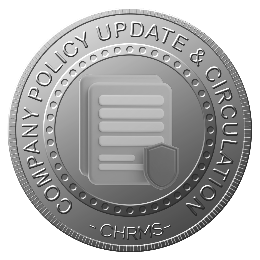 COMPANY POLICY UPDATE & CIRCULATION
- CHRMS -